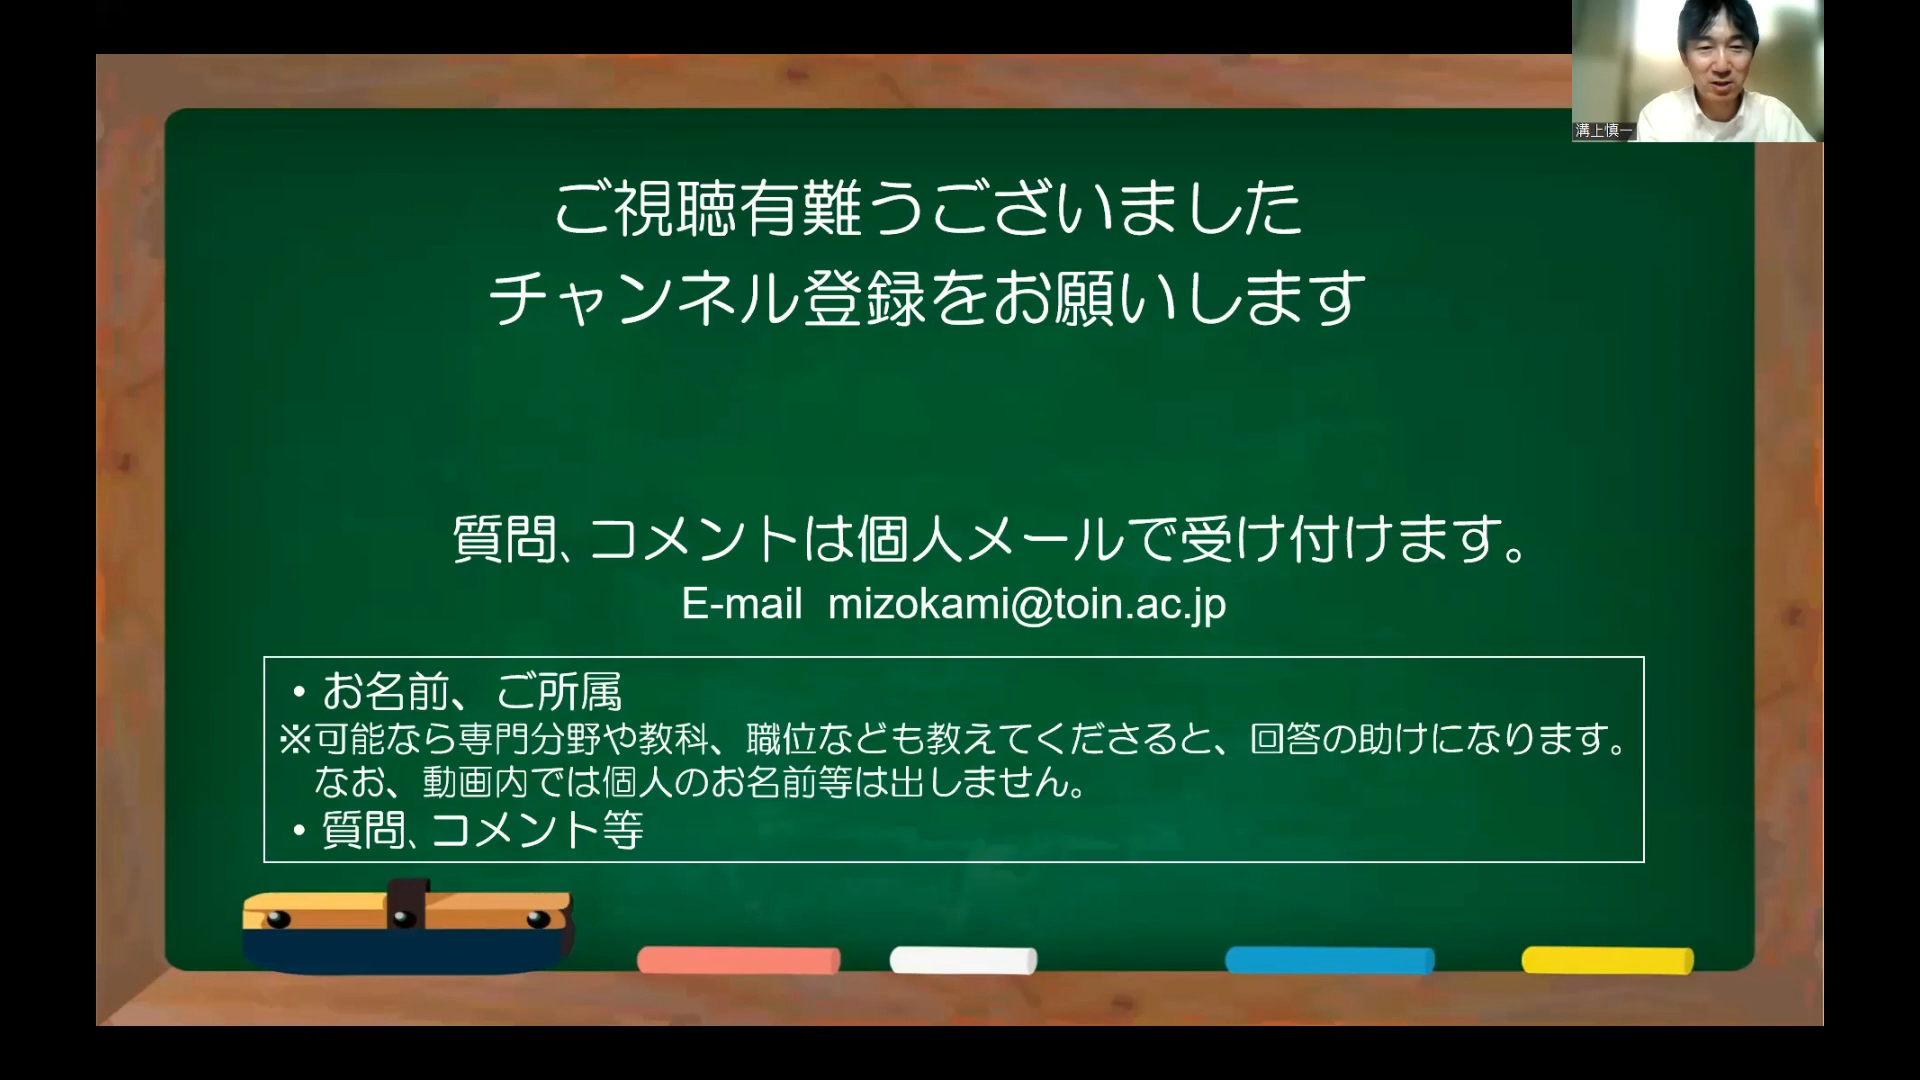 溝上慎一
ご視聴有難うございました
チャンネル登録をお願いします
質問、コメントは個人メールで受け付けます。
E-mail mizokami@toin.ac.jp
・お名前、ご所属
※可能なら専門分野や教科、職位なども教えてくださると、回答の助けになります。
なお、動画内では個人のお名前等は出しません。
・質問、コメント等